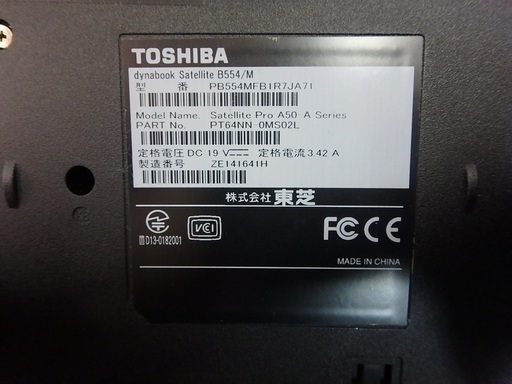 TOSHIBA
dynabook Satellite B554/M
型 番 PB554MFB1R7JA71
Model Name. Satellite Pro A50-A Series
PART No. PT64NN-0MS02L
定格電圧 DC 19 V 定格電流 3.42 A
製造番号 ZE141641H
株式会社 東芝
D13-0182001
VCI
FC CE
MADE IN CHINA